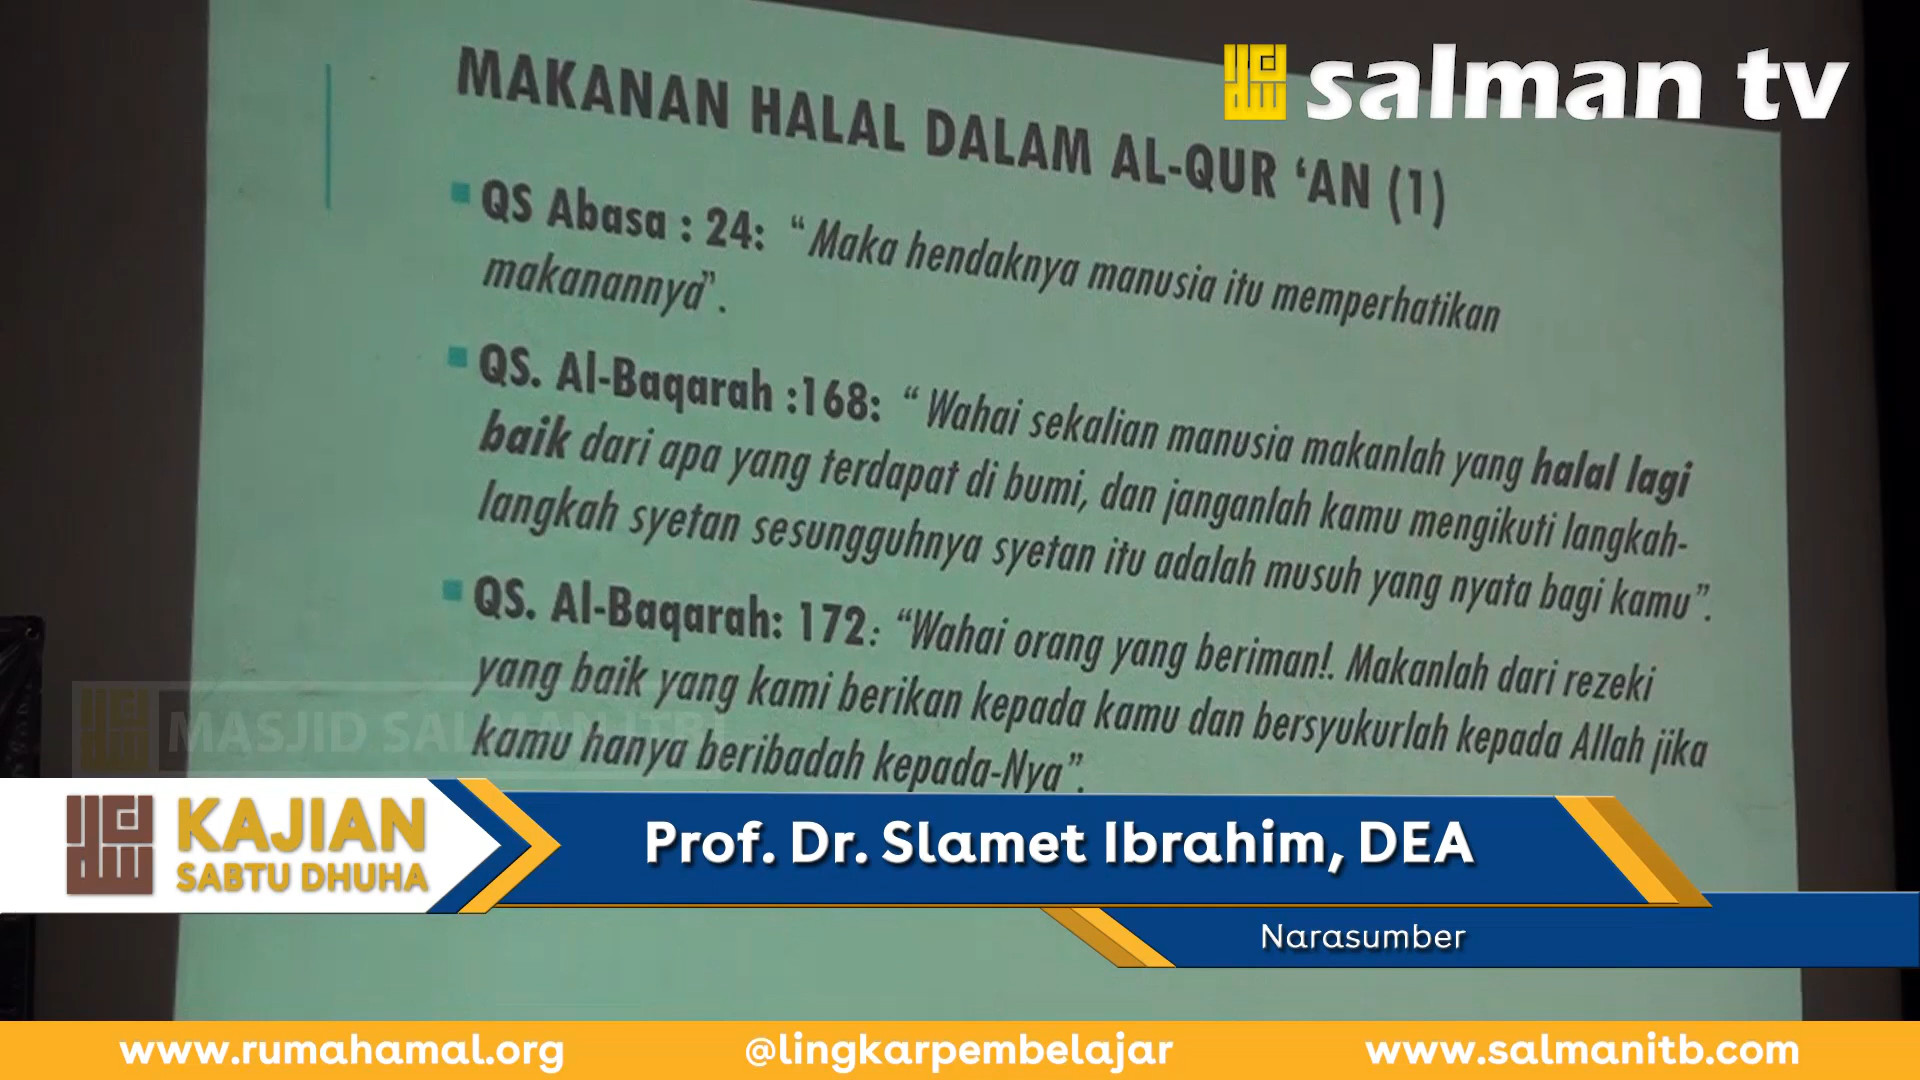 salman tv
MAKANAN HALAL DALAM AL-QUR ‘AN (1)
QS Abasa : 24: “Maka hendaknya manusia itu memperhatikan
makanannya”.
QS. Al-Baqarah :168: “ Wahai sekalian manusia makanlah yang halal lagi
baik dari apa yang terdapat di bumi, dan janganlah kamu mengikuti langkah-
langkah syetan sesungguhnya syetan itu adalah musuh yang nyata bagi kamu”.
QS. Al-Baqarah: 172: “Wahai orang yang beriman!. Makanlah dari rezeki
yang baik yang kami berikan kepada kamu dan bersyukurlah kepada Allah jika
kamu hanya beribadah kepada-Nya”.
MASJID SALMAN ITB
KAJIAN
SABTU DHUHA
Prof. Dr. Slamet Ibrahim, DEA
Narasumber
www.rumahamal.org
@lingkarpembelajar
www.salmanitb.com